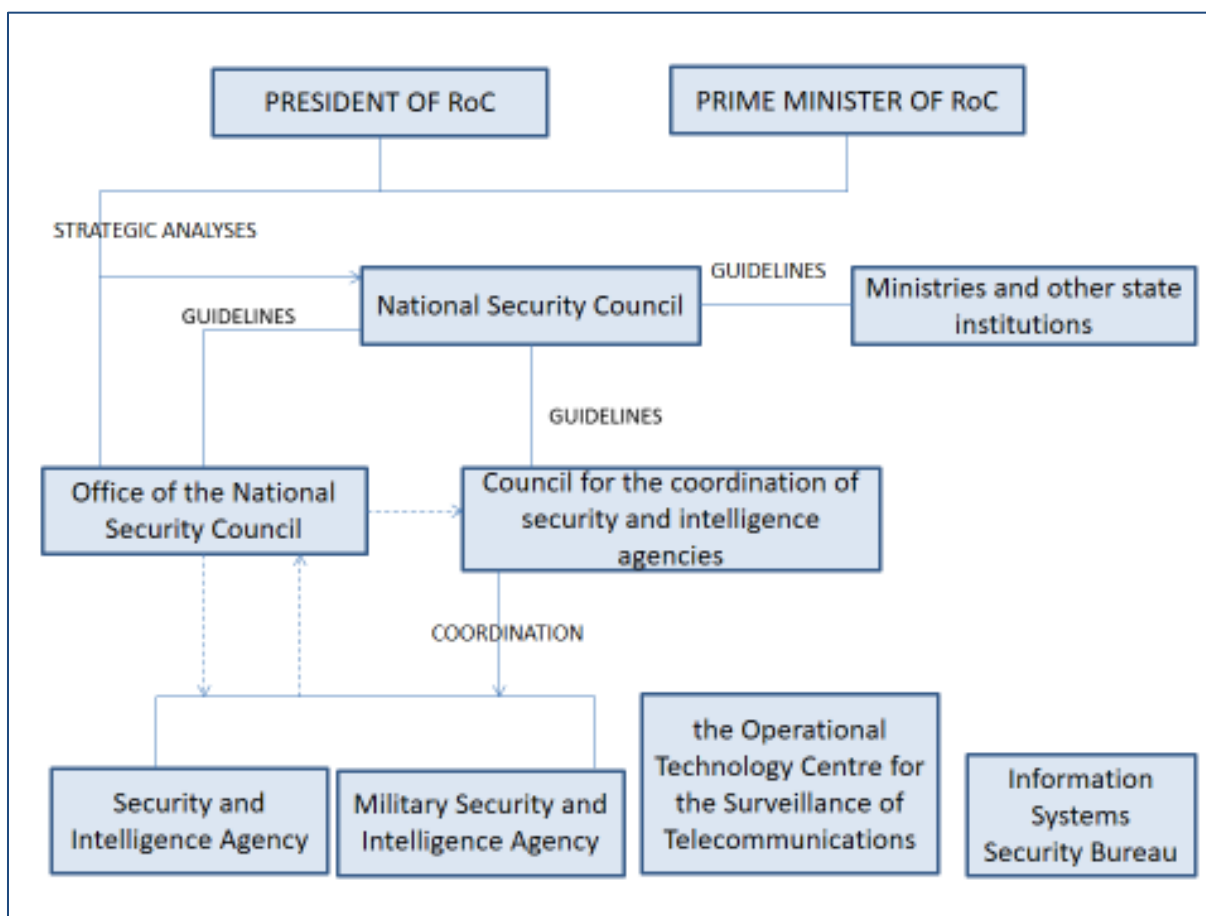 PRESIDENT OF RoC
PRIME MINISTER OF RoC
STRATEGIC ANALYSES
GUIDELINES
National Security Council
Ministries and other state
institutions
GUIDELINES
GUIDELINES
Office of the National
Security Council
Council for the coordination of
security and intelligence
agencies
COORDINATION
Security and
Intelligence Agency
Military Security and
Intelligence Agency
the Operational
Technology Centre for
the Surveillance of
Telecommunications
Information
Systems
Security Bureau